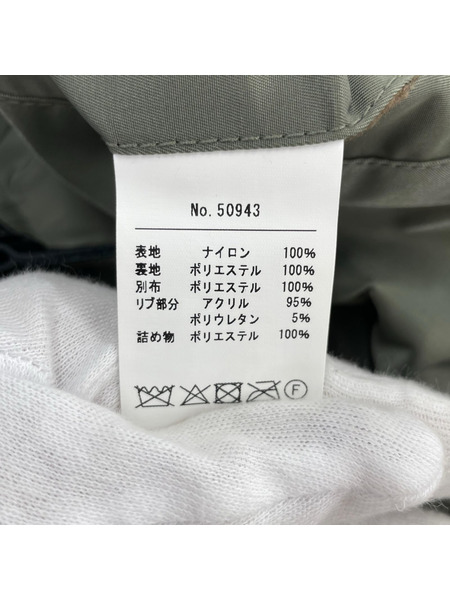 No. 50943
表地 ナイロン 100%
裏地 ポリエステル 100%
別布 ポリエステル 100%
リブ部分 アクリル 95%
ポリウレタン 5%
詰め物 ポリエステル 100%
F